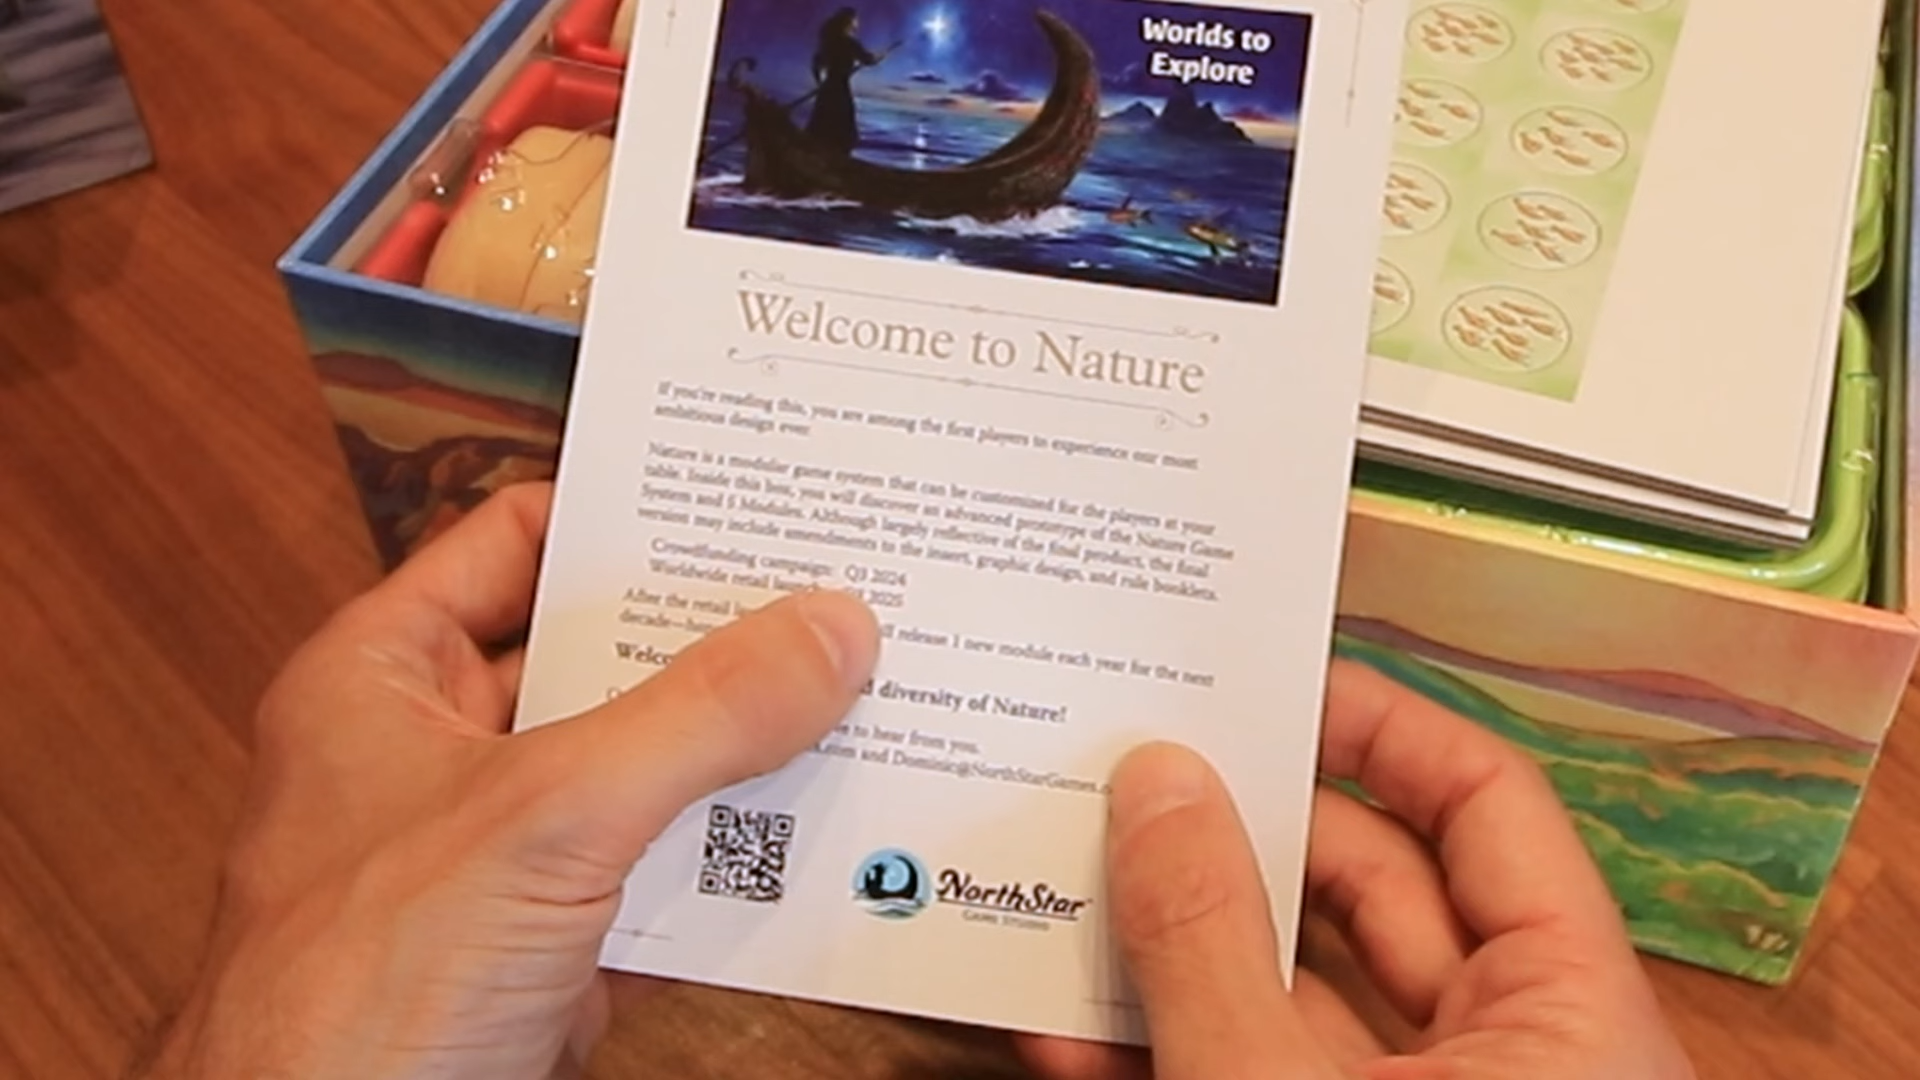 Worlds to
Explore
Welcome to Nature
If you're reading this, you are among the first players to experience our most
ambitious design ever.
Nature is a modular game system that can be customized for the players at your
table. Inside this box, you will discover an advanced prototype of the Nature Game
System and 5 Modules. Although largely reflective of the final product, the final
version may include amendments to the insert, graphic design, and rule booklets.
Crowdfunding campaign: Q3 2024
Worldwide retail 2025
After the retail release 1 new module each year for the next
decade—
diversity of Nature!
to hear from you.
and Dominic@NorthStarGames.
NorthStar
GAME STUDIO